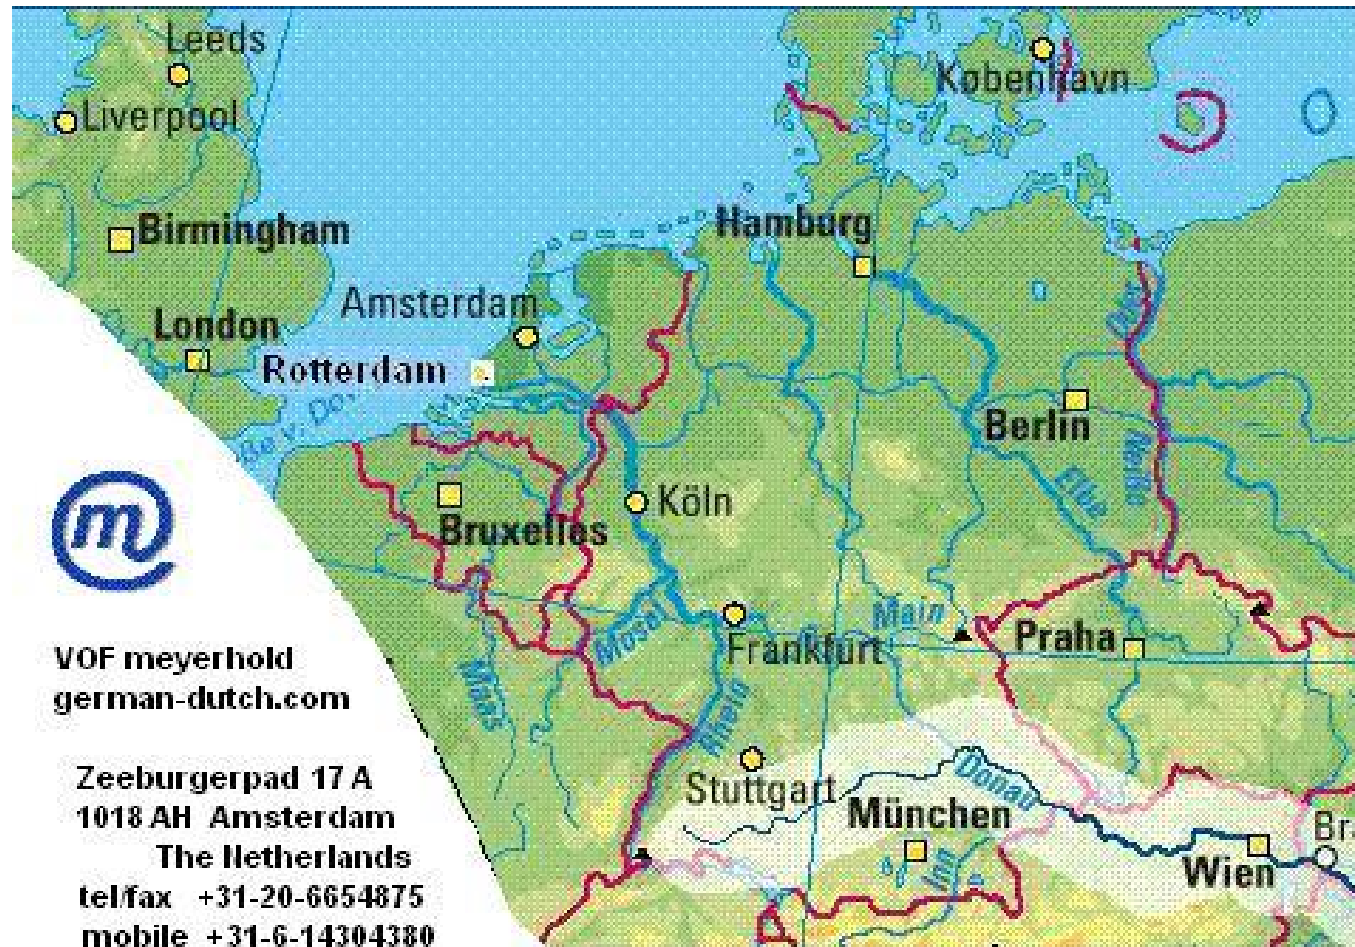 Leeds
København
Liverpool
Birmingham
Hamburg
Amsterdam
London
Rotterdam
Berlin
Neiße
Elbe
Köln
Bruxelles
m
Main
Mosel
Frankfurt
Praha
VOF meyerhold
german-dutch.com
Maas
Rhein
Donau
Stuttgart
Zeeburgerpad 17 A
1018 AH Amsterdam
München
The Netherlands
Inn
Wien
tel/fax +31-20-6654875
mobile +31-6-14304380